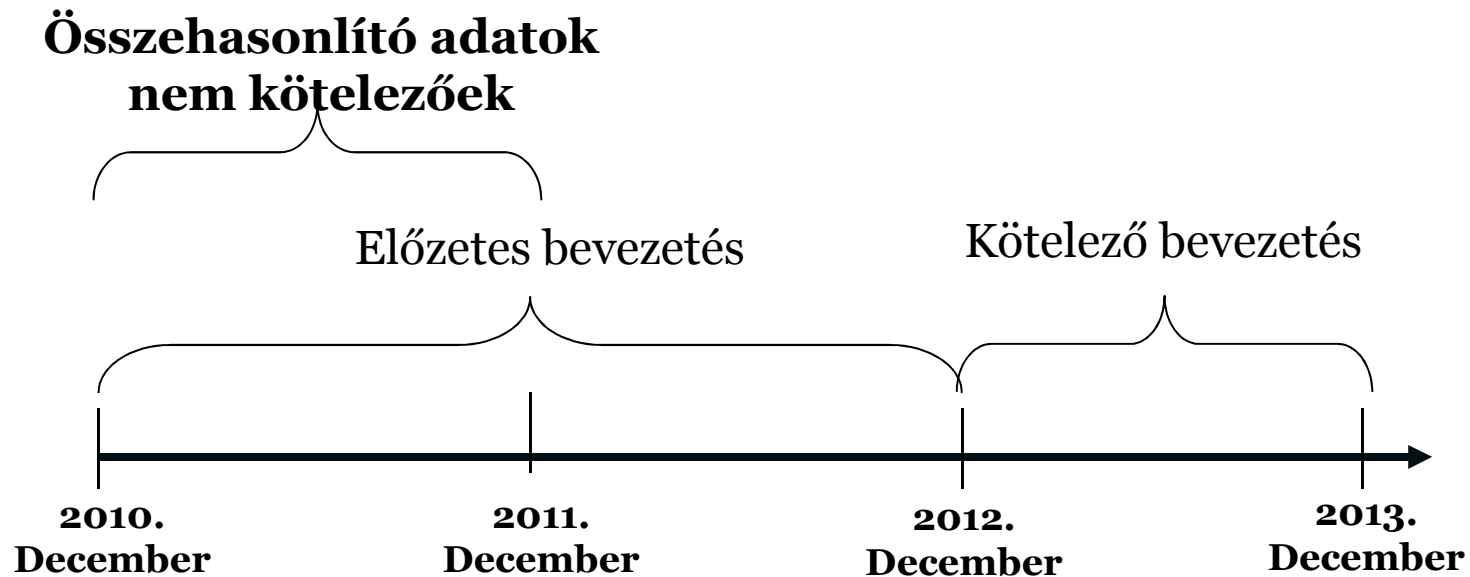 Összehasonlító adatok
nem kötelezőek
Előzetes bevezetés
Kötelező bevezetés
2010.
December
2011.
December
2012.
December
2013.
December